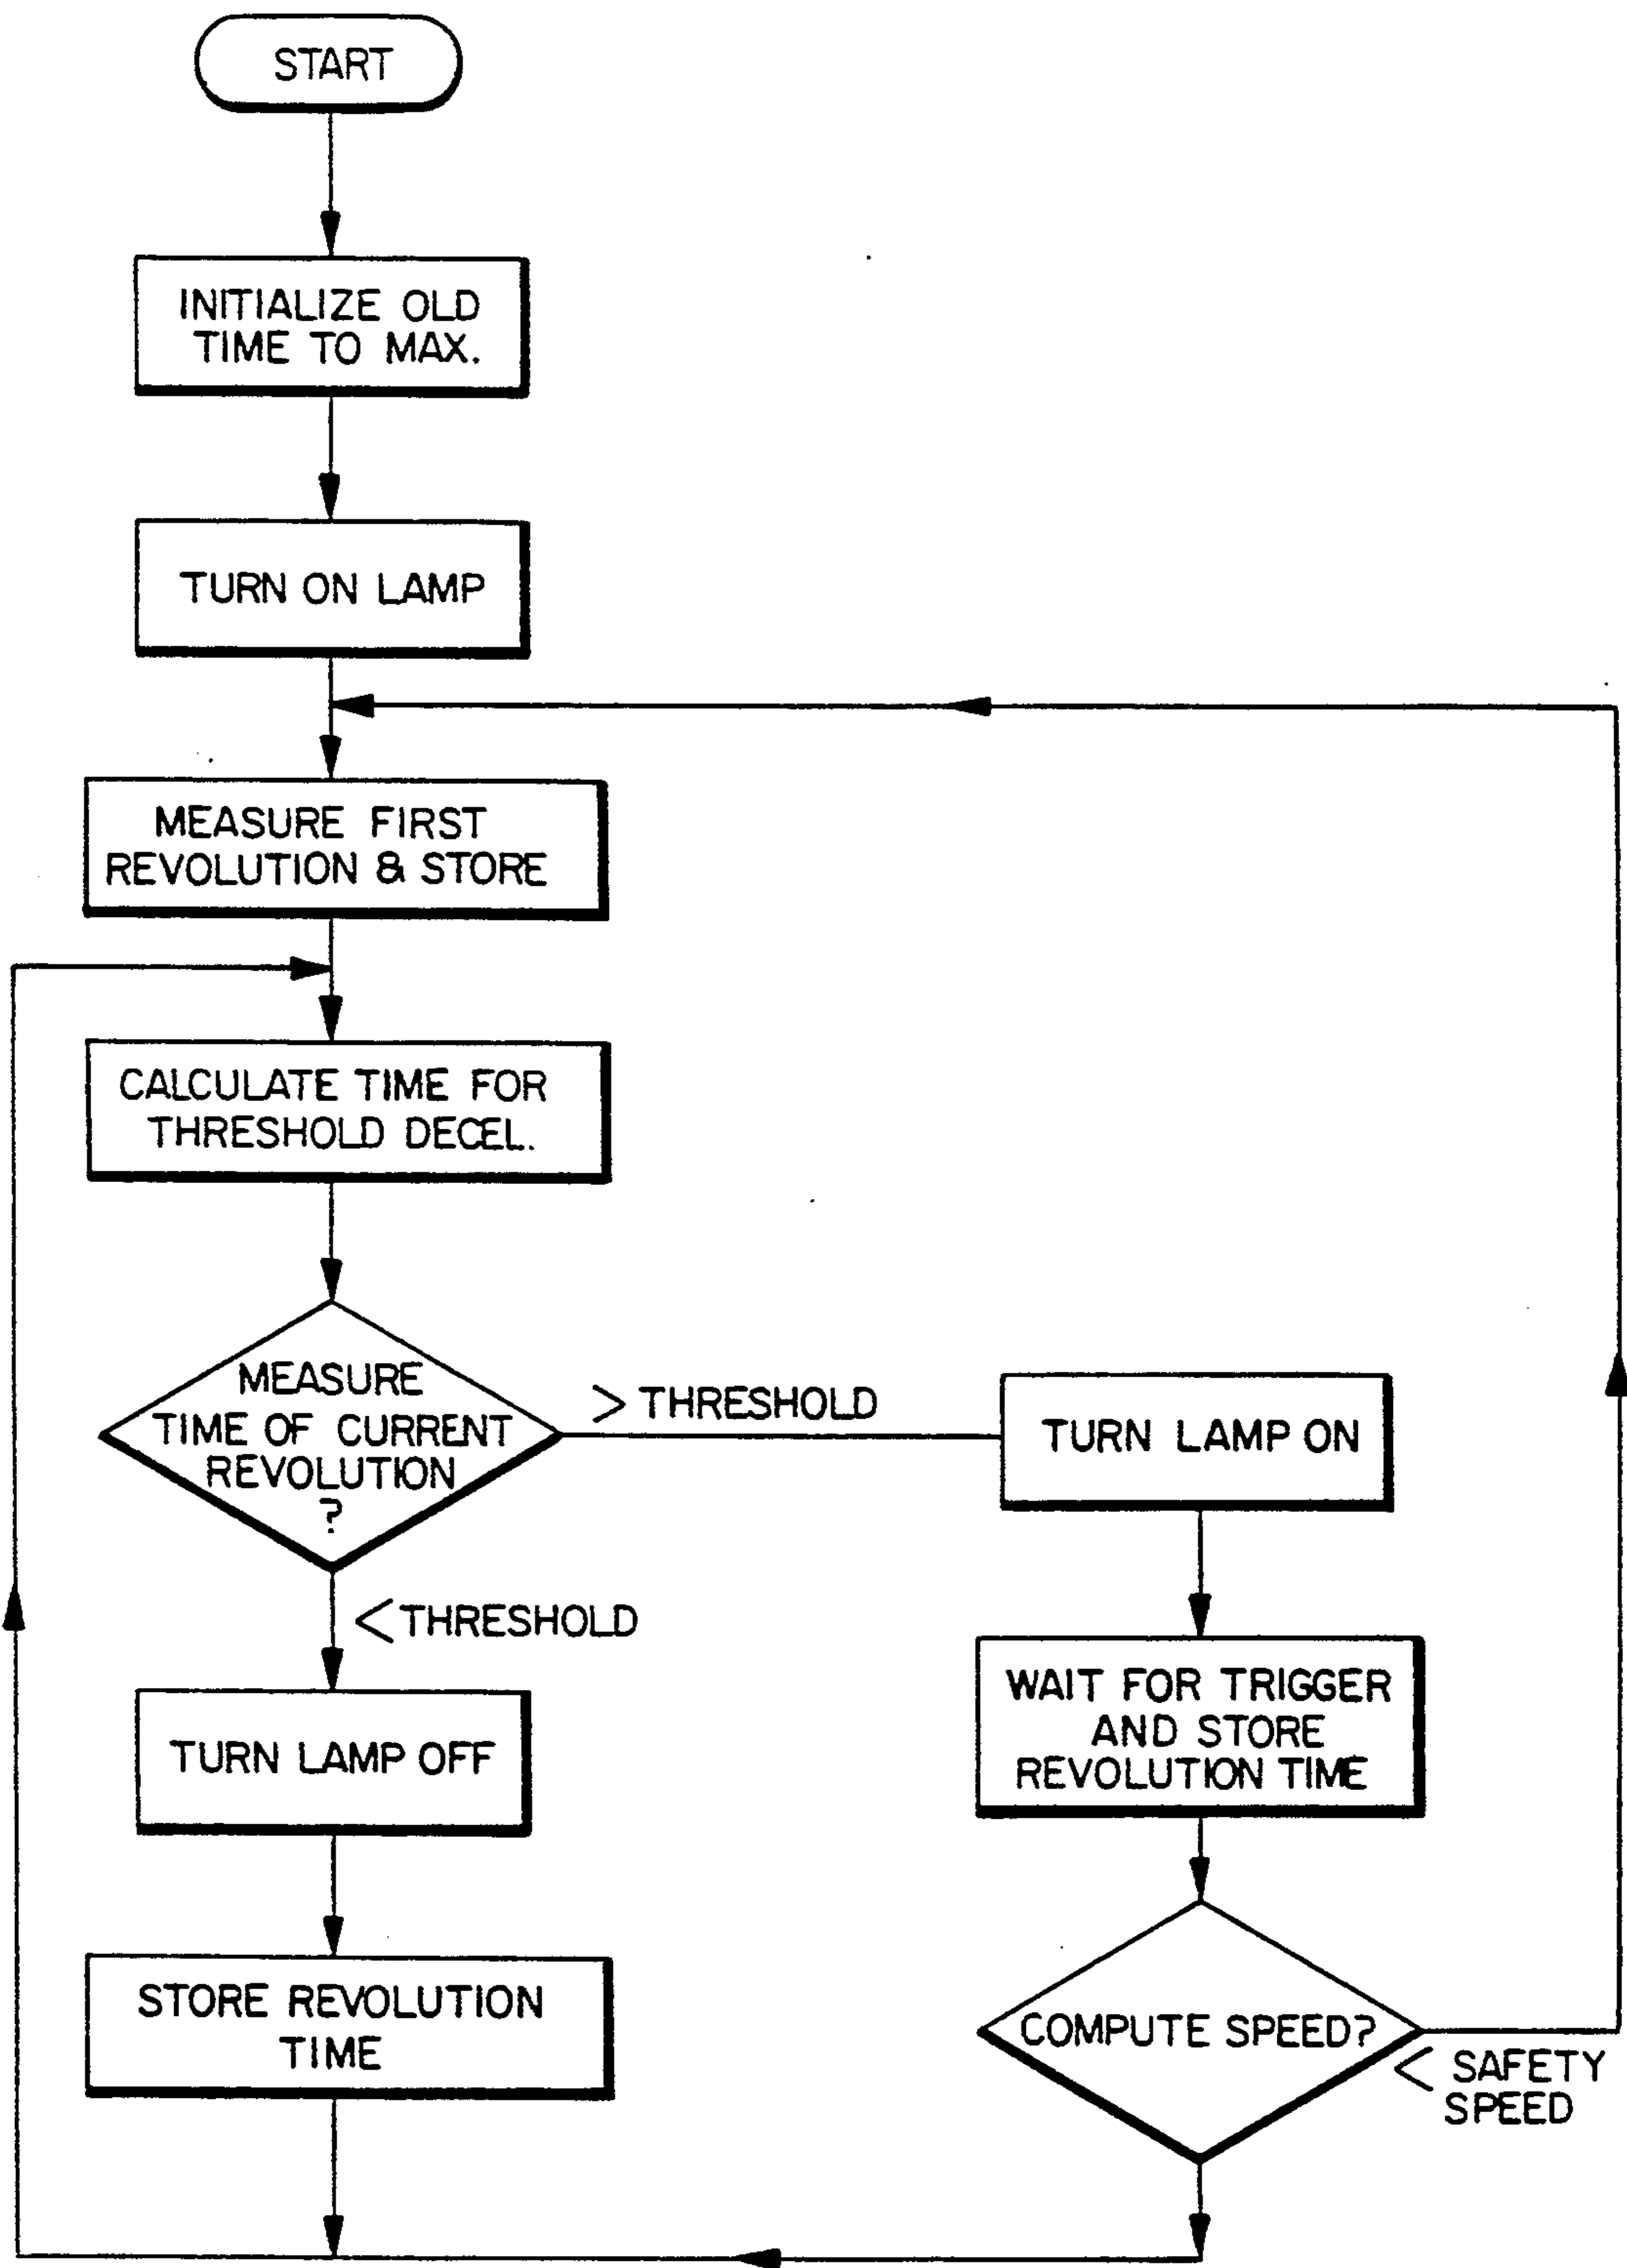 START
INITIALIZE OLD
TIME TO MAX.
TURN ON LAMP
MEASURE FIRST
REVOLUTION & STORE
CALCULATE TIME FOR
THRESHOLD DECEL.
MEASURE
TIME OF CURRENT
REVOLUTION
?
> THRESHOLD
TURN LAMP ON
< THRESHOLD
TURN LAMP OFF
WAIT FOR TRIGGER
AND STORE
REVOLUTION TIME
STORE REVOLUTION
TIME
COMPUTE SPEED?
< SAFETY
SPEED